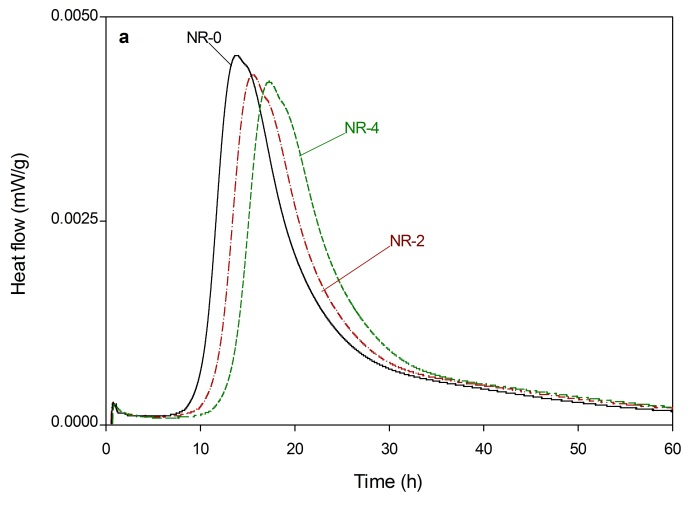 0.0050
a
NR-0
NR-4
0.0025
NR-2
Heat flow (mW/g)
0.0000
0 10 20 30 40 50 60
Time (h)